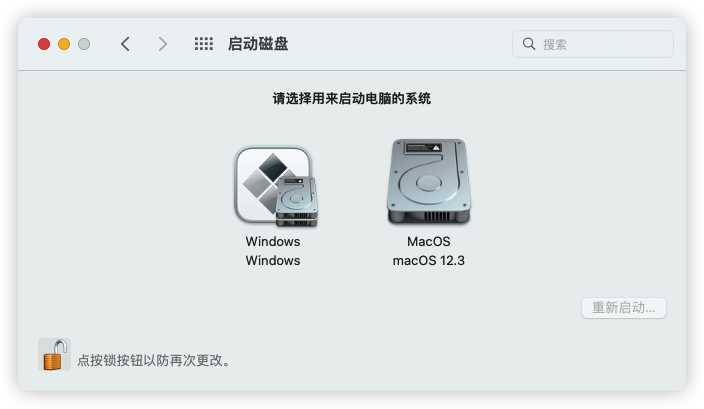 启动磁盘
搜索
请选择用来启动电脑的系统
Windows
Windows
MacOS
macOS 12.3
重新启动...
点按锁按钮以防再次更改。